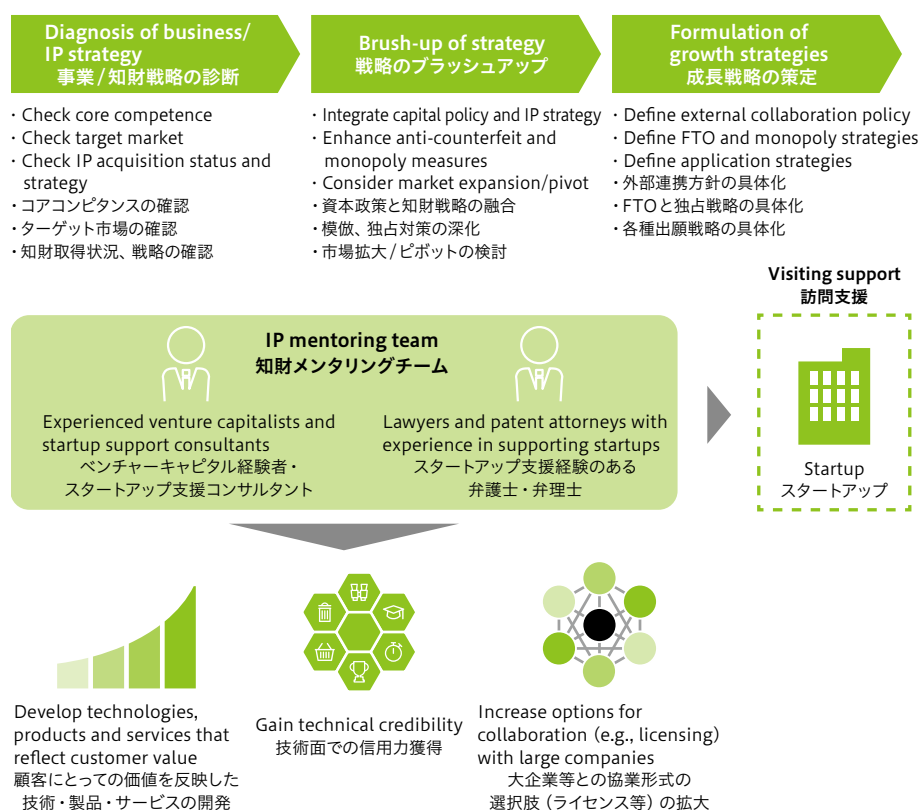 Diagnosis of business/
IP strategy
事業/知財戦略の診断
Brush-up of strategy
戦略のブラッシュアップ
Formulation of
growth strategies
成長戦略の策定
・Check core competence
・Check target market
・Check IP acquisition status and
strategy
・コアコンピタンスの確認
・ターゲット市場の確認
・知財取得状況、戦略の確認
・Integrate capital policy and IP strategy
・Enhance anti-counterfeit and
monopoly measures
・Consider market expansion/pivot
・資本政策と知財戦略の融合
・模倣、独占対策の深化
・市場拡大/ピボットの検討
・Define external collaboration policy
・Define FTO and monopoly strategies
・Define application strategies
・外部連携方針の具体化
・FTOと独占戦略の具体化
・各種出願戦略の具体化
Visiting support
訪問支援
IP mentoring team
知財メンタリングチーム
Experienced venture capitalists and
startup support consultants
ベンチャーキャピタル経験者・
スタートアップ支援コンサルタント
Lawyers and patent attorneys with
experience in supporting startups
スタートアップ支援経験のある
弁護士・弁理士
Startup
スタートアップ
Develop technologies,
products and services that
reflect customer value
顧客にとっての価値を反映した
技術・製品・サービスの開発
Gain technical credibility
技術面での信用力獲得
Increase options for
collaboration (e.g., licensing)
with large companies
大企業等との協業形式の
選択肢（ライセンス等）の拡大